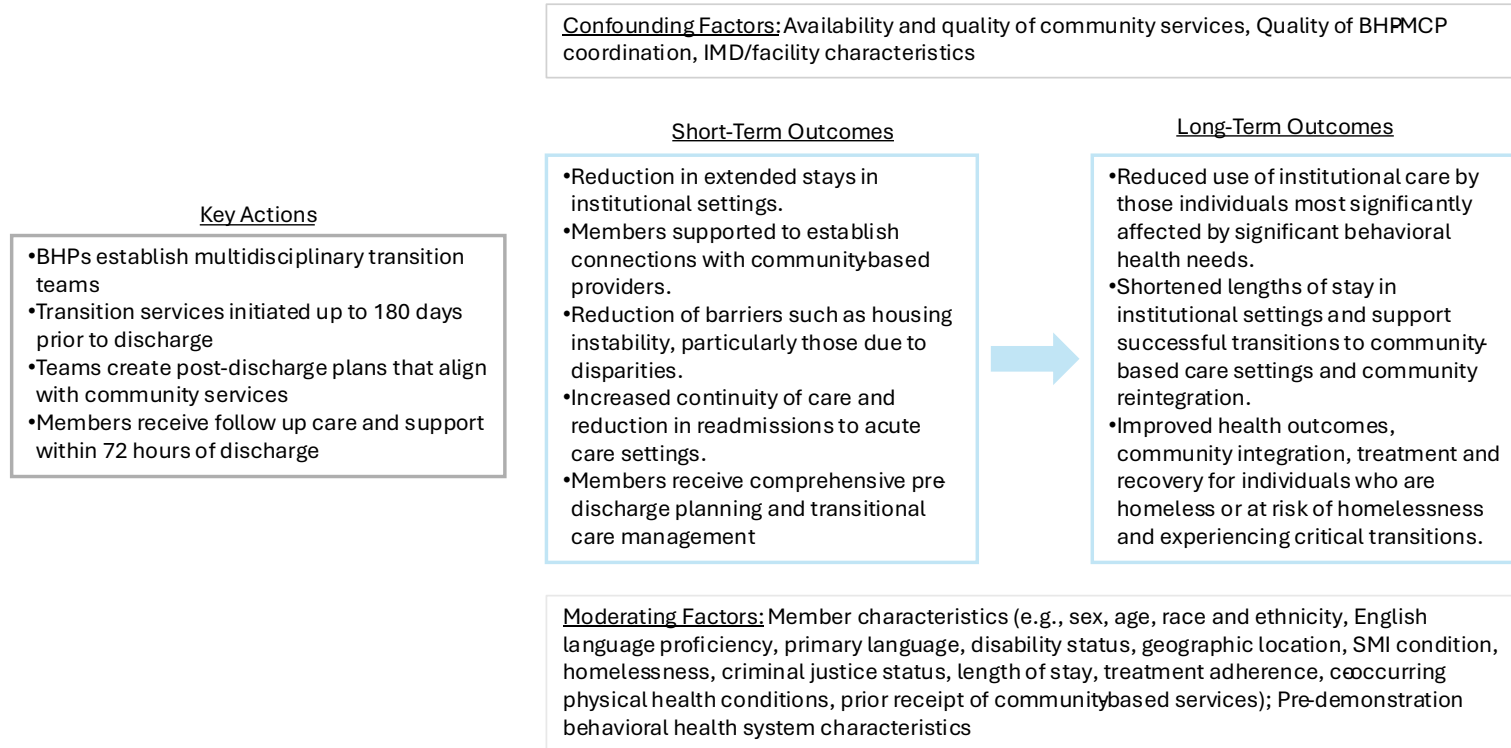 Confounding Factors: Availability and quality of community services, Quality of BHPMCP
coordination, IMD/facility characteristics
Key Actions
•BHPs establish multidisciplinary transition
teams
•Transition services initiated up to 180 days
prior to discharge
•Teams create post-discharge plans that align
with community services
•Members receive follow up care and support
within 72 hours of discharge
Short-Term Outcomes
•Reduction in extended stays in
institutional settings.
•Members supported to establish
connections with community-based
providers.
•Reduction of barriers such as housing
instability, particularly those due to
disparities.
•Increased continuity of care and
reduction in readmissions to acute
care settings.
•Members receive comprehensive pre-
discharge planning and transitional
care management
Long-Term Outcomes
•Reduced use of institutional care by
those individuals most significantly
affected by significant behavioral
health needs.
•Shortened lengths of stay in
institutional settings and support
successful transitions to community-
based care settings and community
reintegration.
•Improved health outcomes,
community integration, treatment and
recovery for individuals who are
homeless or at risk of homelessness
and experiencing critical transitions.
Moderating Factors: Member characteristics (e.g., sex, age, race and ethnicity, English
language proficiency, primary language, disability status, geographic location, SMI condition,
homelessness, criminal justice status, length of stay, treatment adherence, co-occurring
physical health conditions, prior receipt of community-based services); Pre-demonstration
behavioral health system characteristics